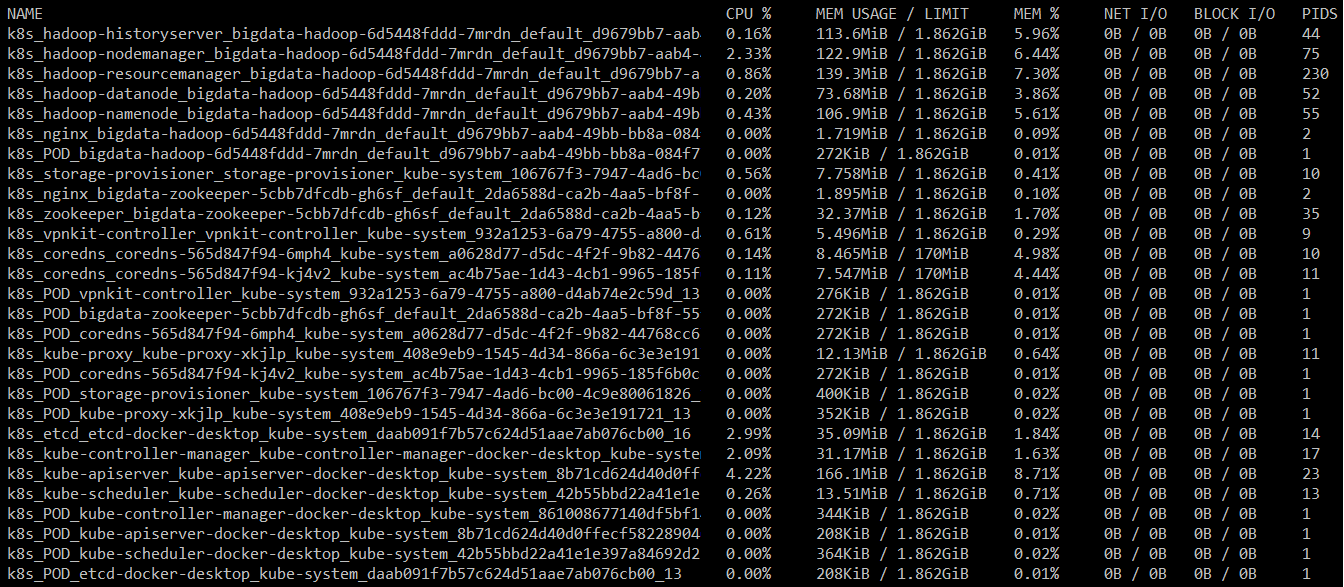 NAME CPU % MEM USAGE / LIMIT MEM % NET I/O BLOCK I/O PIDS
k8s_hadoop-historyserver_bigdata-hadoop-6d5448fddd-7mrdn_default_d9679bb7-aab 0.16% 113.6MiB / 1.862GiB 5.96% 0B / 0B 0B / 0B 44
k8s_hadoop-nodemanager_bigdata-hadoop-6d5448fddd-7mrdn_default_d9679bb7-aab4- 2.33% 122.9MiB / 1.862GiB 6.44% 0B / 0B 0B / 0B 75
k8s_hadoop-resourcemanager_bigdata-hadoop-6d5448fddd-7mrdn_default_d9679bb7-a 0.86% 139.3MiB / 1.862GiB 7.30% 0B / 0B 0B / 0B 230
k8s_hadoop-datanode_bigdata-hadoop-6d5448fddd-7mrdn_default_d9679bb7-aab4-49b 0.20% 73.68MiB / 1.862GiB 3.86% 0B / 0B 0B / 0B 52
k8s_hadoop-namenode_bigdata-hadoop-6d5448fddd-7mrdn_default_d9679bb7-aab4-49b 0.43% 106.9MiB / 1.862GiB 5.61% 0B / 0B 0B / 0B 55
k8s_nginx_bigdata-hadoop-6d5448fddd-7mrdn_default_d9679bb7-aab4-49bb-bb8a-084 0.00% 1.719MiB / 1.862GiB 0.09% 0B / 0B 0B / 0B 2
k8s_POD_bigdata-hadoop-6d5448fddd-7mrdn_default_d9679bb7-aab4-49bb-bb8a-084f7 0.00% 272KiB / 1.862GiB 0.01% 0B / 0B 0B / 0B 1
k8s_storage-provisioner_storage-provisioner_kube-system_106767f3-7947-4ad6-bc 0.56% 7.758MiB / 1.862GiB 0.41% 0B / 0B 0B / 0B 10
k8s_nginx_bigdata-zookeeper-5cbb7dfcdb-gh6sf_default_2da6588d-ca2b-4aa5-bf8f- 0.00% 1.895MiB / 1.862GiB 0.10% 0B / 0B 0B / 0B 2
k8s_zookeeper_bigdata-zookeeper-5cbb7dfcdb-gh6sf_default_2da6588d-ca2b-4aa5-b 0.12% 32.37MiB / 1.862GiB 1.70% 0B / 0B 0B / 0B 35
k8s_vpnkit-controller_vpnkit-controller_kube-system_932a1253-6a79-4755-a800-d 0.61% 5.496MiB / 1.862GiB 0.29% 0B / 0B 0B / 0B 9
k8s_coredns_coredns-565d847f94-6mph4_kube-system_a0628d77-d5dc-4f2f-9b82-4476 0.14% 8.465MiB / 170MiB 4.98% 0B / 0B 0B / 0B 10
k8s_coredns_coredns-565d847f94-kj4v2_kube-system_ac4b75ae-1d43-4cb1-9965-185f 0.11% 7.547MiB / 170MiB 4.44% 0B / 0B 0B / 0B 11
k8s_POD_vpnkit-controller_kube-system_932a1253-6a79-4755-a800-d4ab74e2c59d_13 0.00% 276KiB / 1.862GiB 0.01% 0B / 0B 0B / 0B 1
k8s_POD_bigdata-zookeeper-5cbb7dfcdb-gh6sf_default_2da6588d-ca2b-4aa5-bf8f-55 0.00% 272KiB / 1.862GiB 0.01% 0B / 0B 0B / 0B 1
k8s_POD_coredns-565d847f94-6mph4_kube-system_a0628d77-d5dc-4f2f-9b82-44768cc6 0.00% 272KiB / 1.862GiB 0.01% 0B / 0B 0B / 0B 1
k8s_kube-proxy_kube-proxy-xkjlp_kube-system_408e9eb9-1545-4d34-866a-6c3e3e191 0.00% 12.13MiB / 1.862GiB 0.64% 0B / 0B 0B / 0B 11
k8s_POD_coredns-565d847f94-kj4v2_kube-system_ac4b75ae-1d43-4cb1-9965-185f6b0c 0.00% 272KiB / 1.862GiB 0.01% 0B / 0B 0B / 0B 1
k8s_POD_storage-provisioner_kube-system_106767f3-7947-4ad6-bc00-4c9e80061826_ 0.00% 400KiB / 1.862GiB 0.02% 0B / 0B 0B / 0B 1
k8s_POD_kube-proxy-xkjlp_kube-system_408e9eb9-1545-4d34-866a-6c3e3e191721_13 0.00% 352KiB / 1.862GiB 0.02% 0B / 0B 0B / 0B 1
k8s_etcd_etcd-docker-desktop_kube-system_daab091f7b57c624d51aae7ab076cb00_16 2.99% 35.09MiB / 1.862GiB 1.84% 0B / 0B 0B / 0B 14
k8s_kube-controller-manager_kube-controller-manager-docker-desktop_kube-syste 2.09% 31.17MiB / 1.862GiB 1.63% 0B / 0B 0B / 0B 17
k8s_kube-apiserver_kube-apiserver-docker-desktop_kube-system_8b71cd624d40d0ff 4.22% 166.1MiB / 1.862GiB 8.71% 0B / 0B 0B / 0B 23
k8s_kube-scheduler_kube-scheduler-docker-desktop_kube-system_42b55bbd22a41e1e 0.26% 13.51MiB / 1.862GiB 0.71% 0B / 0B 0B / 0B 13
k8s_POD_kube-controller-manager-docker-desktop_kube-system_861008677140df5bf1 0.00% 344KiB / 1.862GiB 0.02% 0B / 0B 0B / 0B 1
k8s_POD_kube-apiserver-docker-desktop_kube-system_8b71cd624d40d0ffecf58228904 0.00% 208KiB / 1.862GiB 0.01% 0B / 0B 0B / 0B 1
k8s_POD_kube-scheduler-docker-desktop_kube-system_42b55bbd22a41e1e397a84692d2 0.00% 364KiB / 1.862GiB 0.02% 0B / 0B 0B / 0B 1
k8s_POD_etcd-docker-desktop_kube-system_daab091f7b57c624d51aae7ab076cb00_13 0.00% 208KiB / 1.862GiB 0.01% 0B / 0B 0B / 0B 1